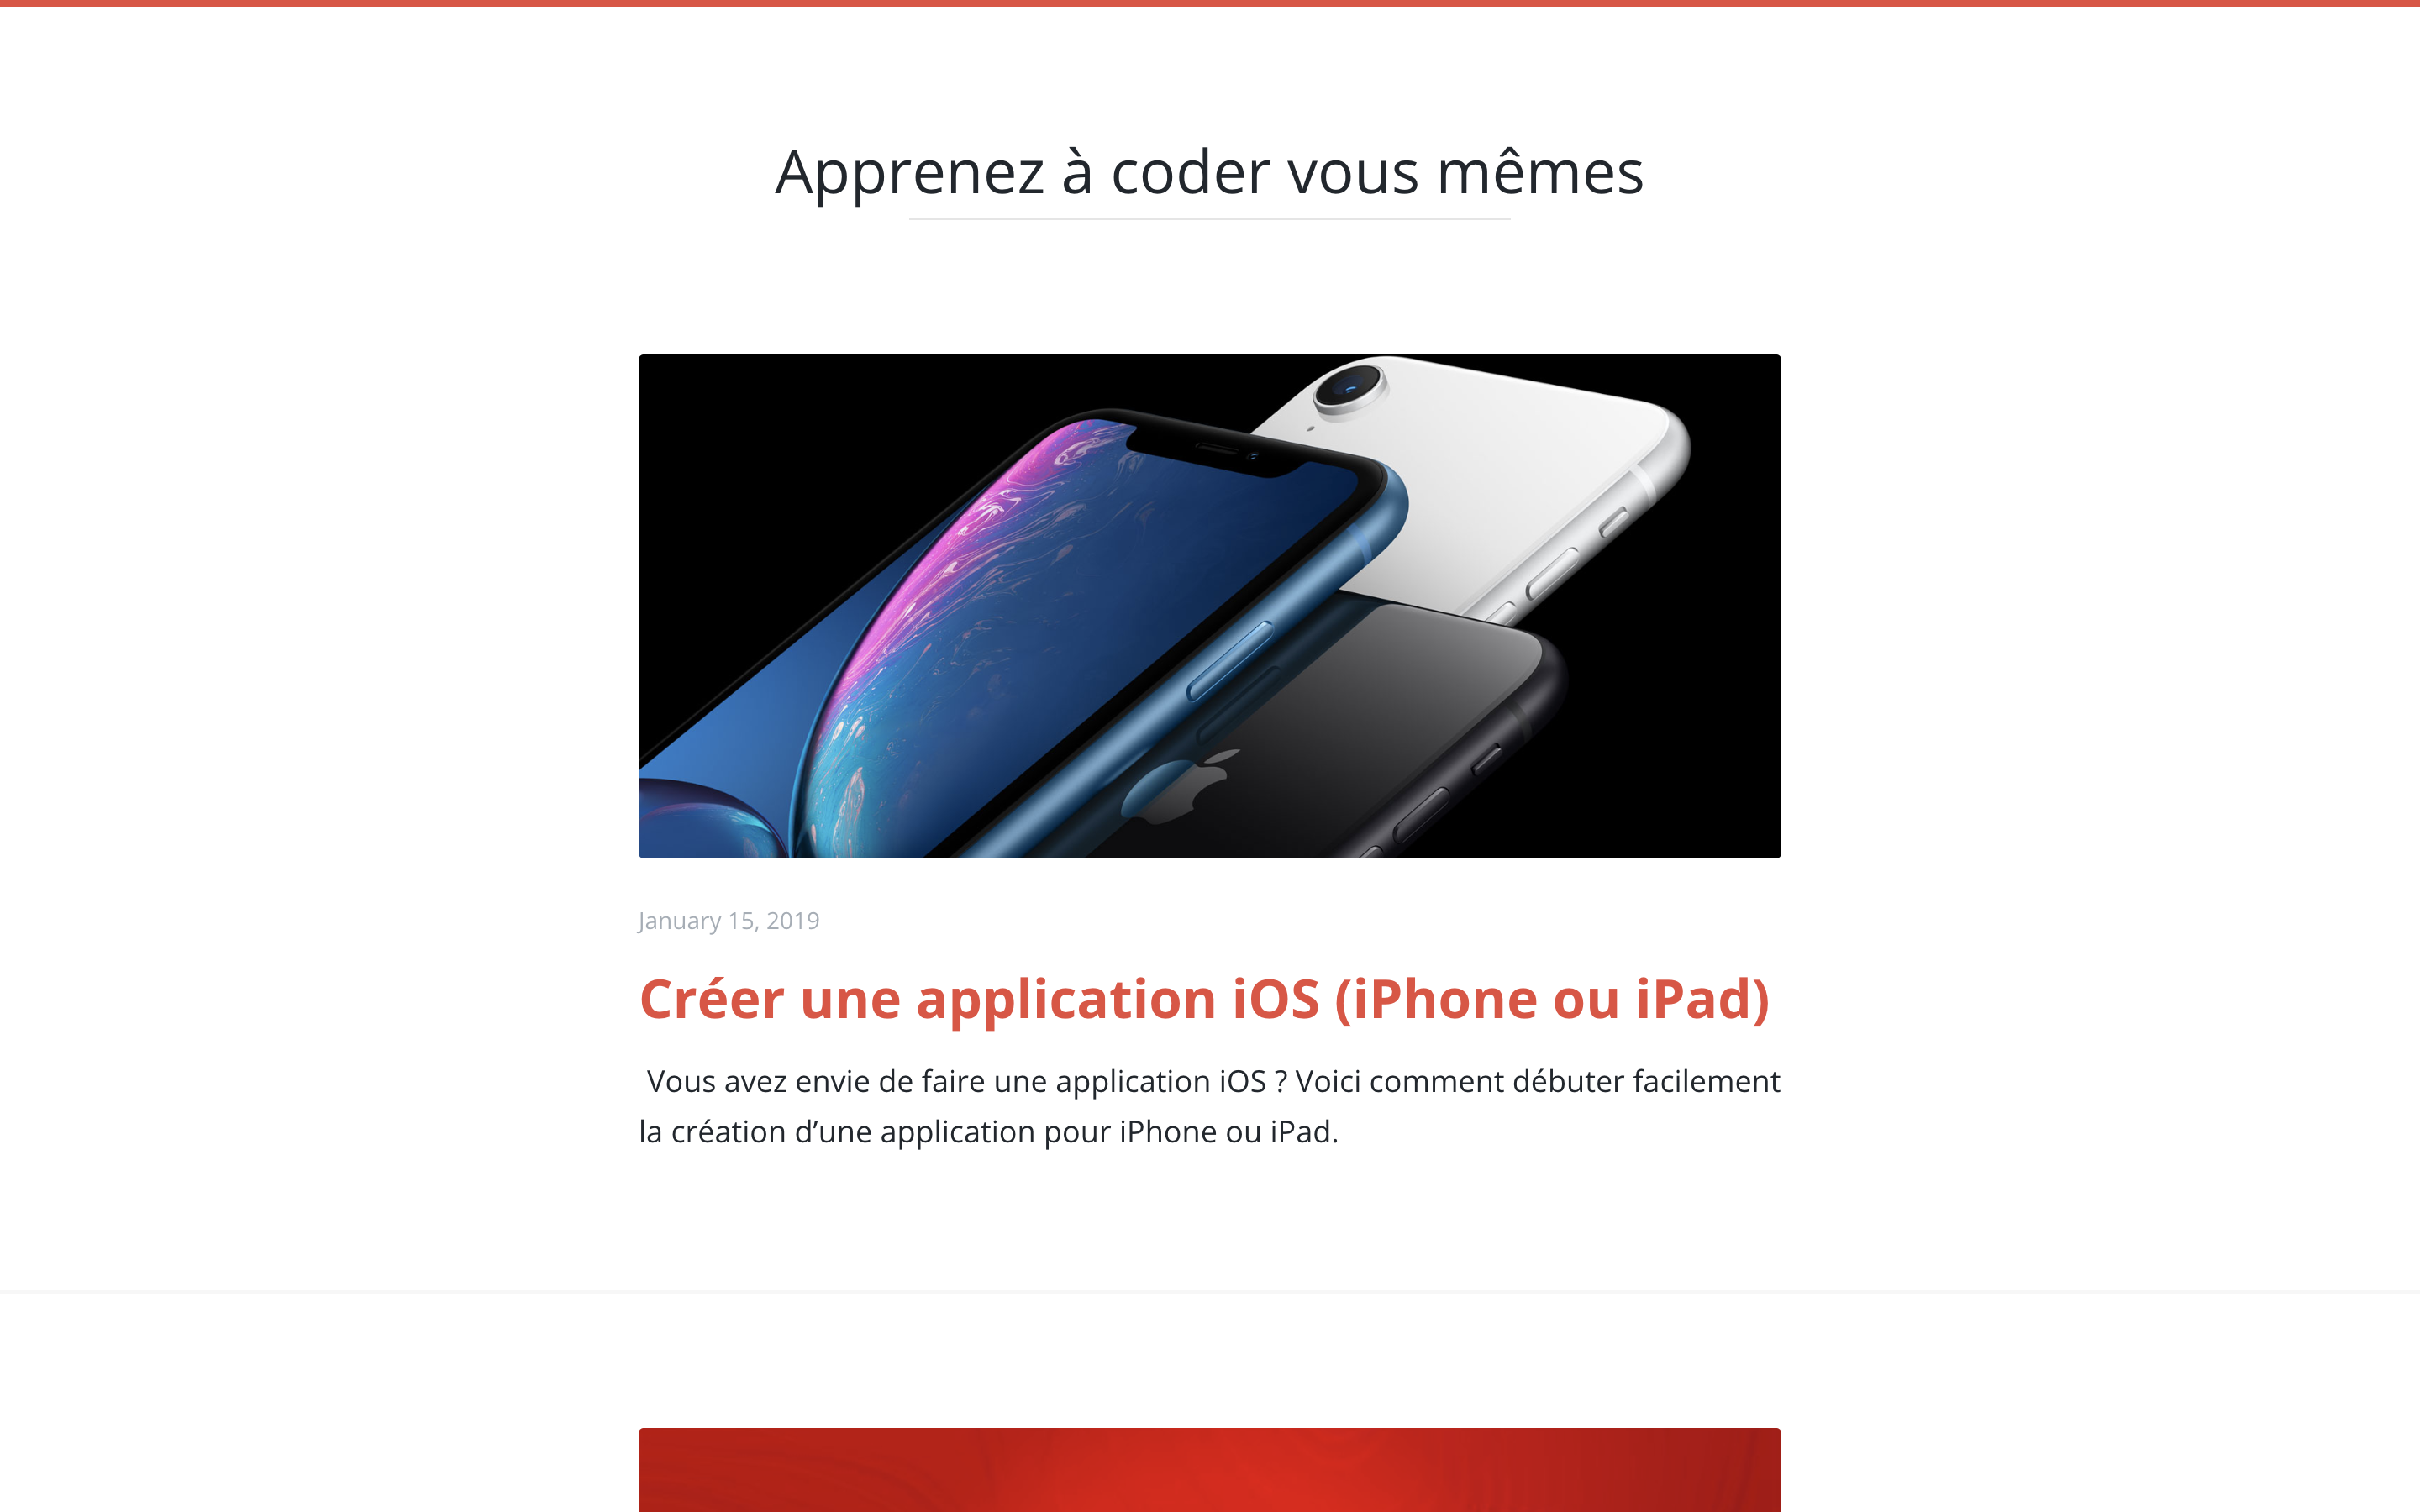 Apprenez à coder vous mêmes
January 15, 2019
Créer une application iOS (iPhone ou iPad)
Vous avez envie de faire une application iOS ? Voici comment débuter facilement
la création d’une application pour iPhone ou iPad.